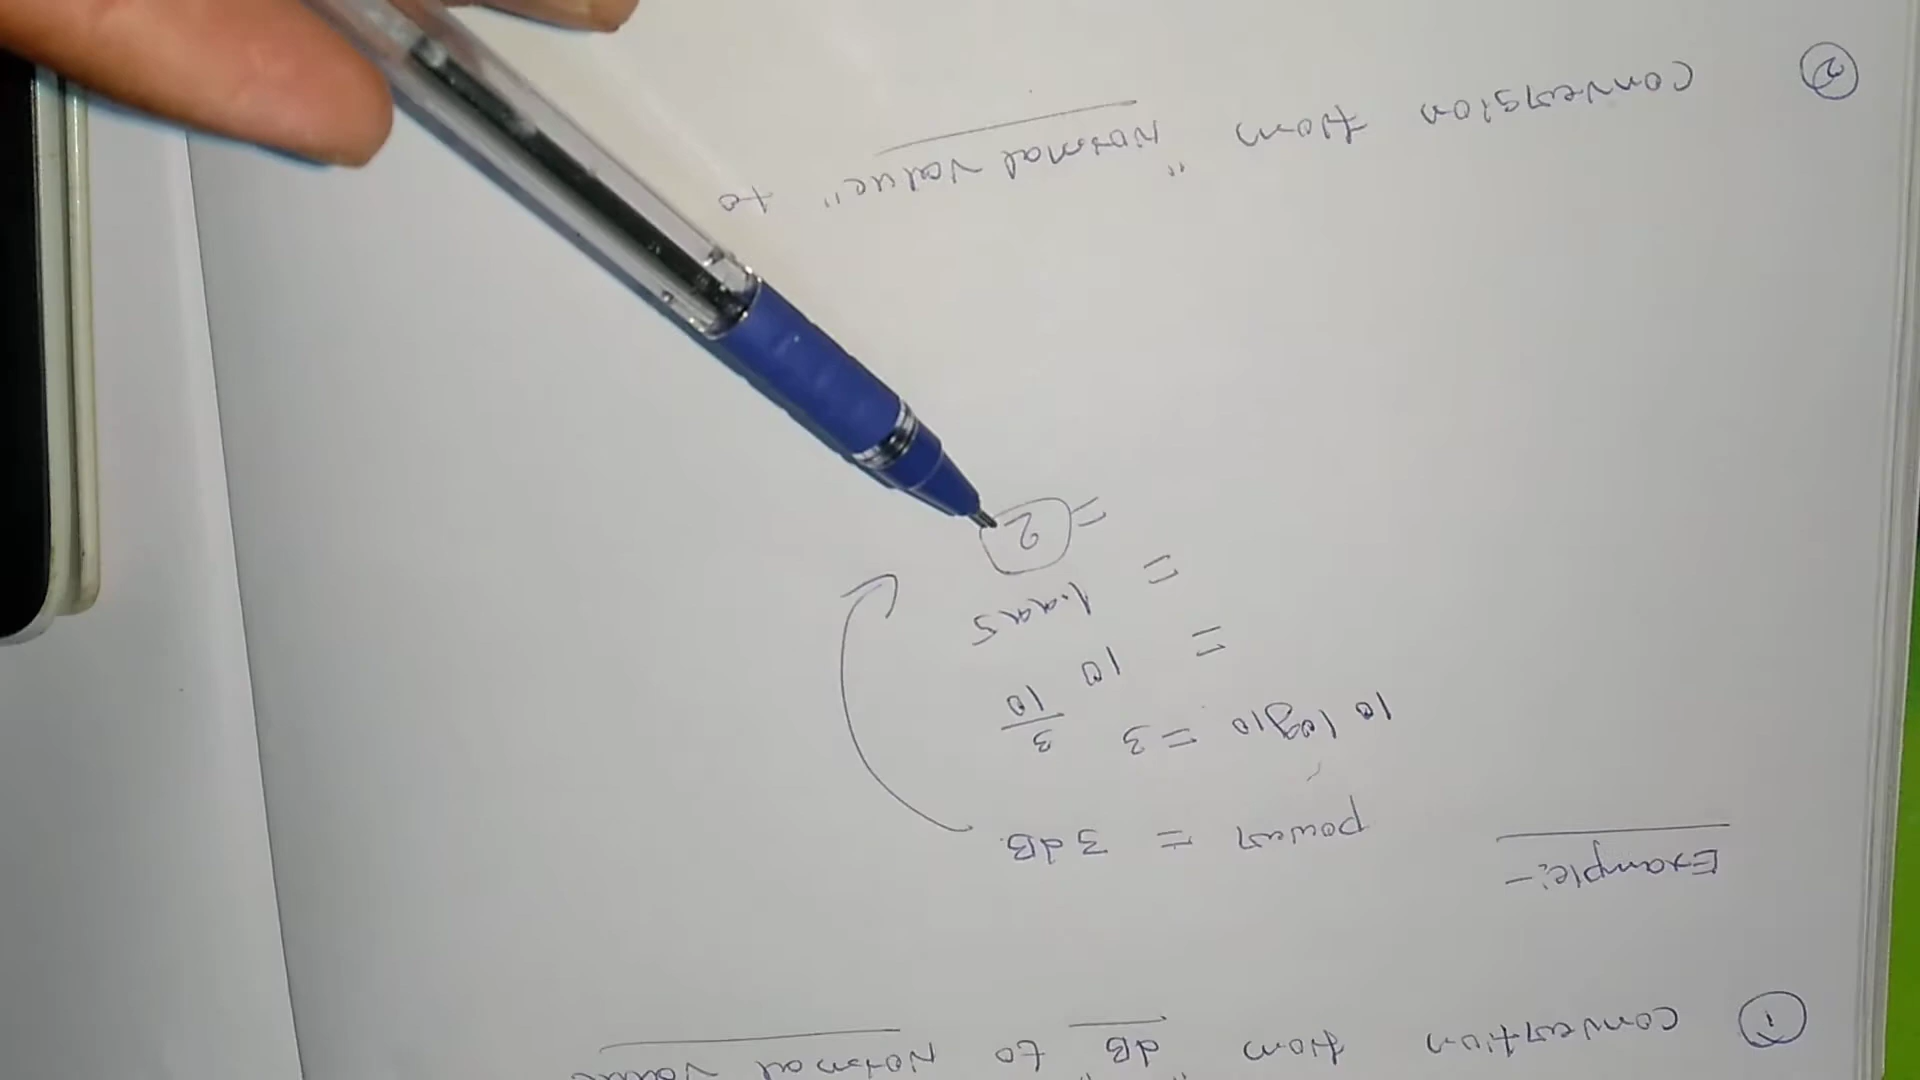 ① conversion from "dB" to Normal Value
Example:-
power = 3 dB.
10 log10 = 3
= 10 3/10
= 1.995
= 2
② conversion from "Normal Value" to